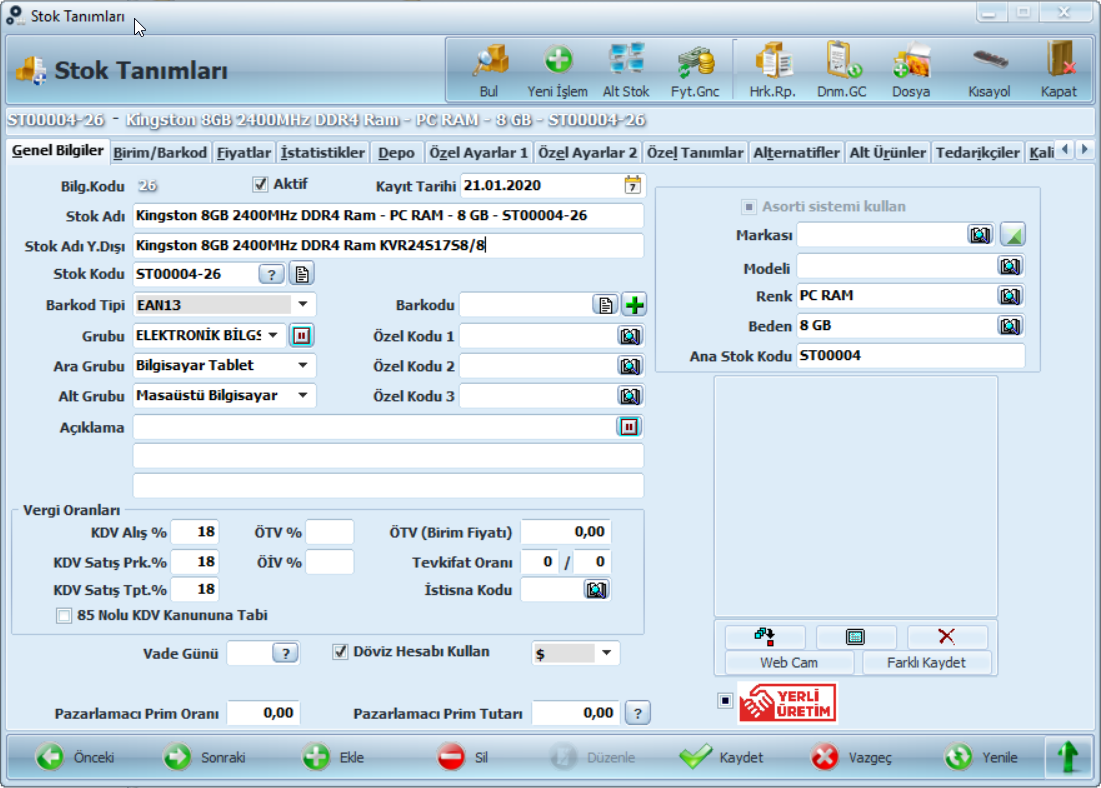 Stok Tanımları
Stok Tanımları
Bul Yeni İşlem Alt Stok Fyt.Gnc Hrk.Rp. Dnm.GC Dosya Kısayol Kapat
ST00004-26 - Kingston 8GB 2400MHz DDR4 Ram - PC RAM - 8 GB - ST00004-26
Genel Bilgiler Birim/Barkod Fiyatlar İstatistikler Depo Özel Ayarlar 1 Özel Ayarlar 2 Özel Tanımlar Alternatifler Alt Ürünler Tedarikçiler Kali
Bilg.Kodu 26 Aktif Kayıt Tarihi 21.01.2020 7
Stok Adı Kingston 8GB 2400MHz DDR4 Ram - PC RAM - 8 GB - ST00004-26
Asorti sistemi kullan
Stok Adı Y.Dışı Kingston 8GB 2400MHz DDR4 Ram KVR24S17S8/8
Markası
Stok Kodu ST00004-26 ?
Modeli
Barkod Tipi EAN13 Barkodu
Renk PC RAM
Grubu ELEKTRONİK BİLGS Özel Kodu 1
Beden 8 GB
Ara Grubu Bilgisayar Tablet Özel Kodu 2
Ana Stok Kodu ST00004
Alt Grubu Masaüstü Bilgisayar Özel Kodu 3
Açıklama
Vergi Oranları
KDV Alış % 18 ÖTV % ÖTV (Birim Fiyatı) 0,00
KDV Satış Prk.% 18 ÖİV % Tevkifat Oranı 0 / 0
KDV Satış Tpt.% 18 İstisna Kodu
85 Nolu KDV Kanununa Tabi
Vade Günü ? Döviz Hesabı Kullan $
Web Cam Farklı Kaydet
YERLİ
ÜRETİM
Pazarlamacı Prim Oranı 0,00 Pazarlamacı Prim Tutarı 0,00 ?
Önceki Sonraki Ekle Sil Düzenle Kaydet Vazgeç Yenile